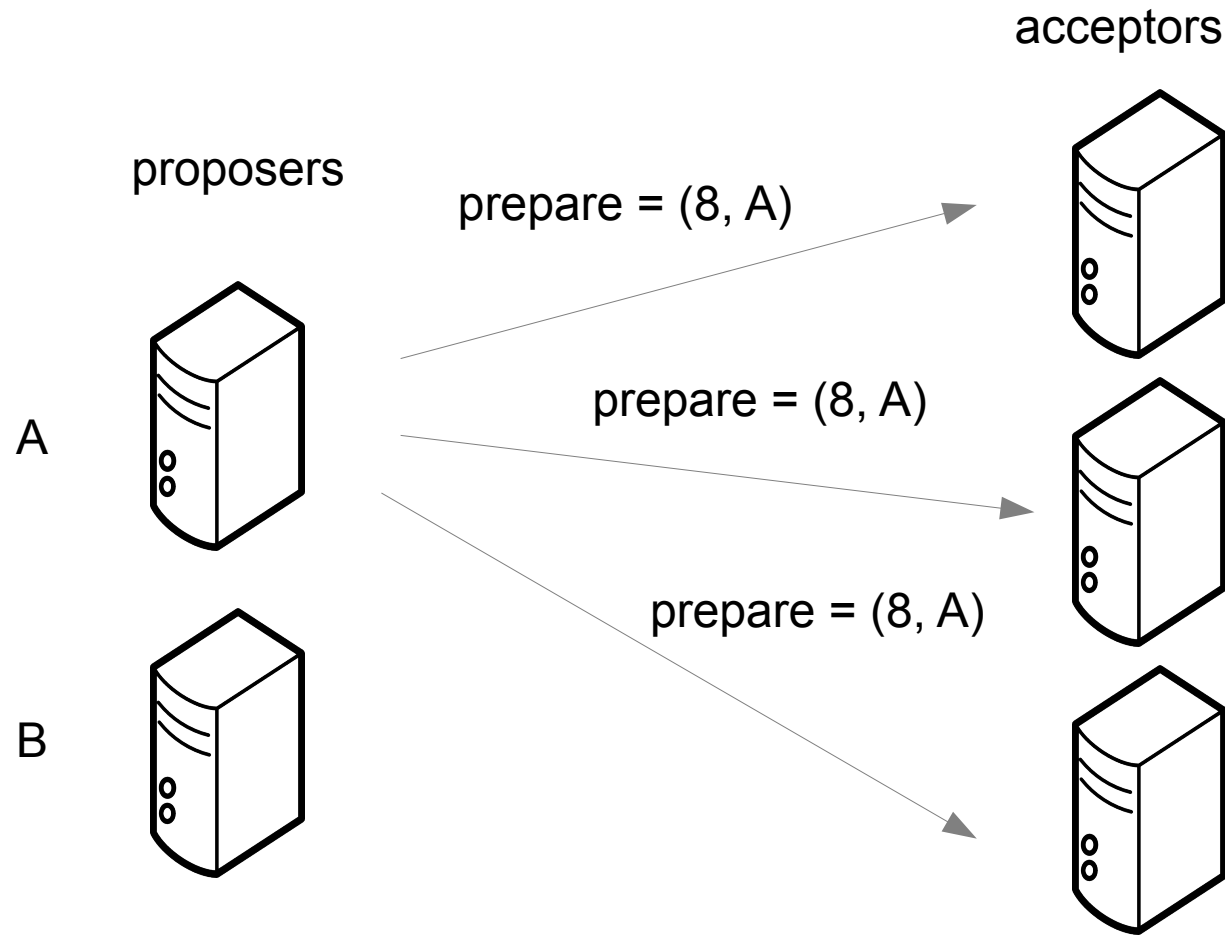 acceptors
proposers
prepare = (8, A)
A
prepare = (8, A)
prepare = (8, A)
B